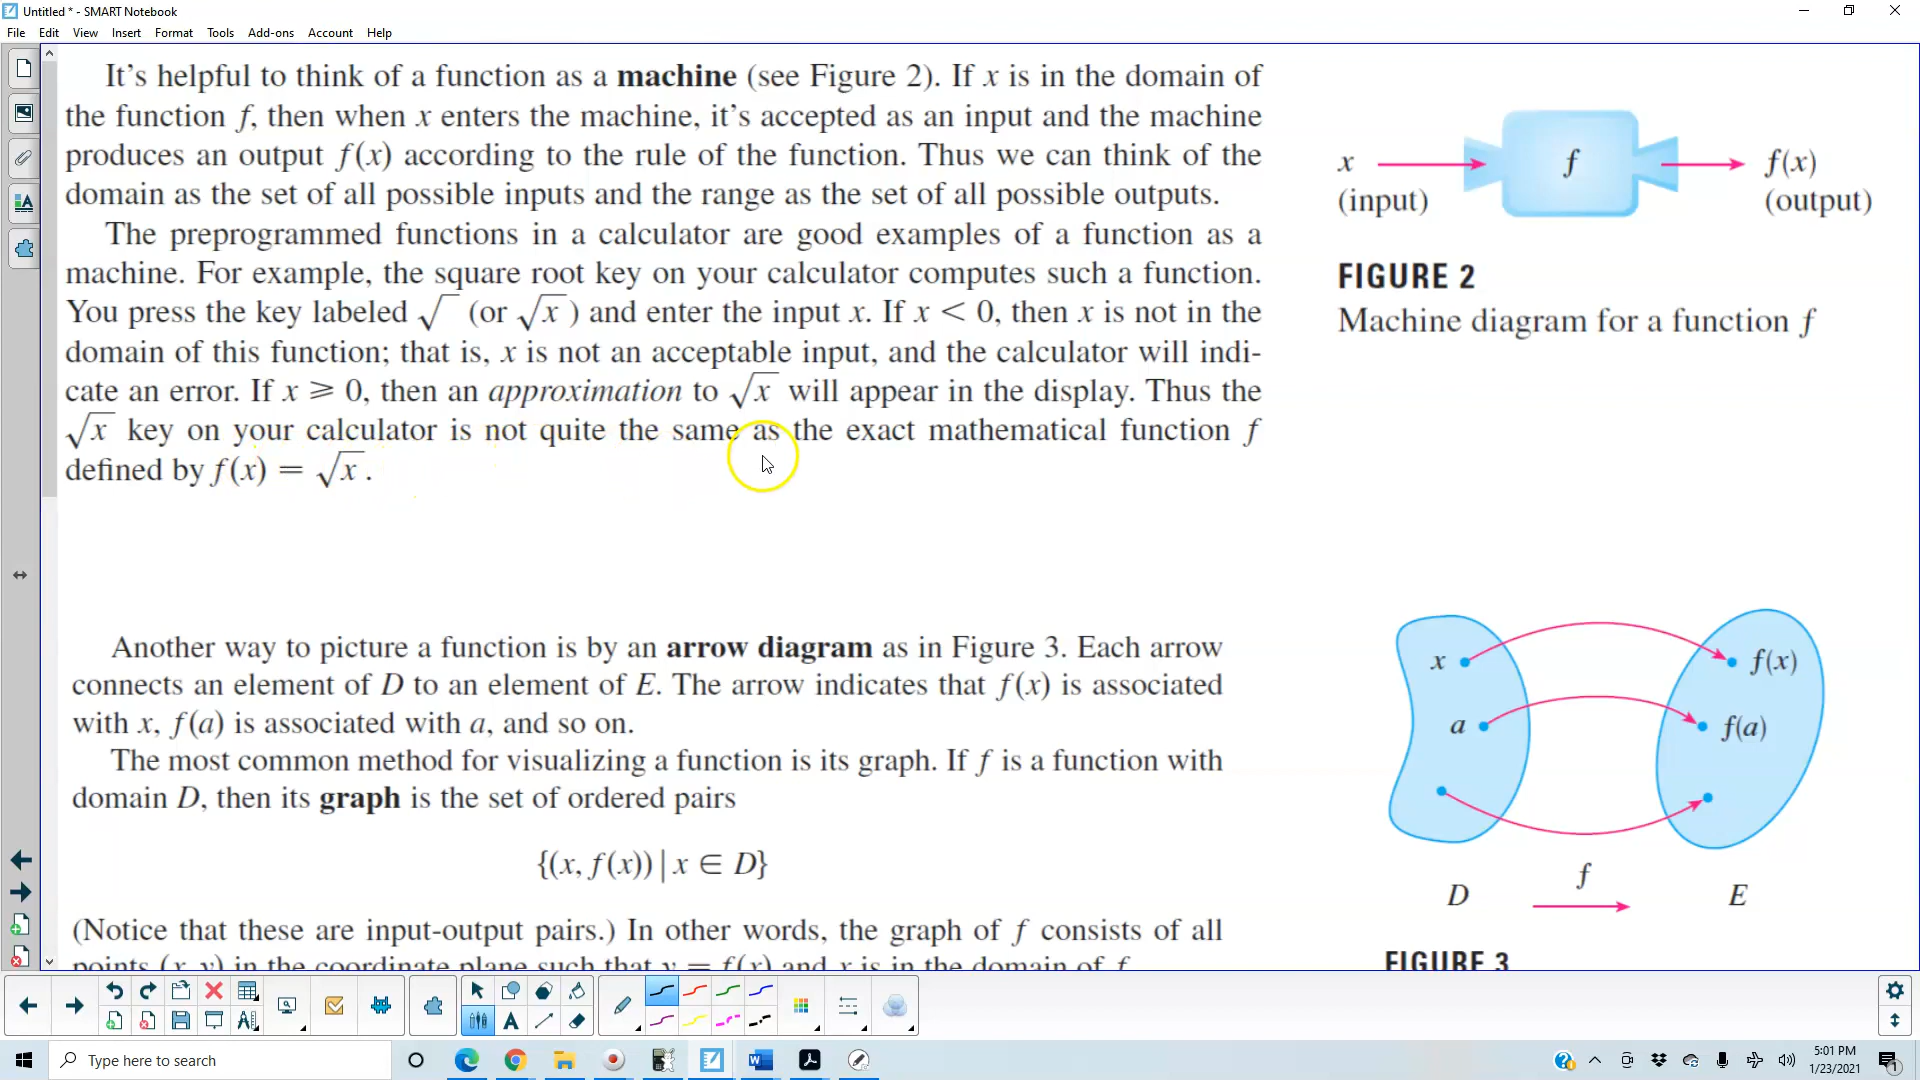 Untitled * - SMART Notebook
File Edit View Insert Format Tools Add-ons Account Help
It's helpful to think of a function as a machine (see Figure 2). If x is in the domain of
the function f, then when x enters the machine, it's accepted as an input and the machine
produces an output f(x) according to the rule of the function. Thus we can think of the
domain as the set of all possible inputs and the range as the set of all possible outputs.
The preprogrammed functions in a calculator are good examples of a function as a
machine. For example, the square root key on your calculator computes such a function.
You press the key labeled √ (or √x) and enter the input x. If x < 0, then x is not in the
domain of this function; that is, x is not an acceptable input, and the calculator will indi-
cate an error. If x ⩾ 0, then an approximation to √x will appear in the display. Thus the
√x key on your calculator is not quite the same as the exact mathematical function f
defined by f(x) = √x.
x
(input)
f
f(x)
(output)
FIGURE 2
Machine diagram for a function f
Another way to picture a function is by an arrow diagram as in Figure 3. Each arrow
connects an element of D to an element of E. The arrow indicates that f(x) is associated
with x, f(a) is associated with a, and so on.
The most common method for visualizing a function is its graph. If f is a function with
domain D, then its graph is the set of ordered pairs
{(x, f(x)) | x ∈ D}
(Notice that these are input-output pairs.) In other words, the graph of f consists of all
points (x, y) in the coordinate plane such that y = f(x) and x is in the domain of f
x
f(x)
a
f(a)
D
f
E
FIGURE 3
Type here to search
5:01 PM
1/23/2021